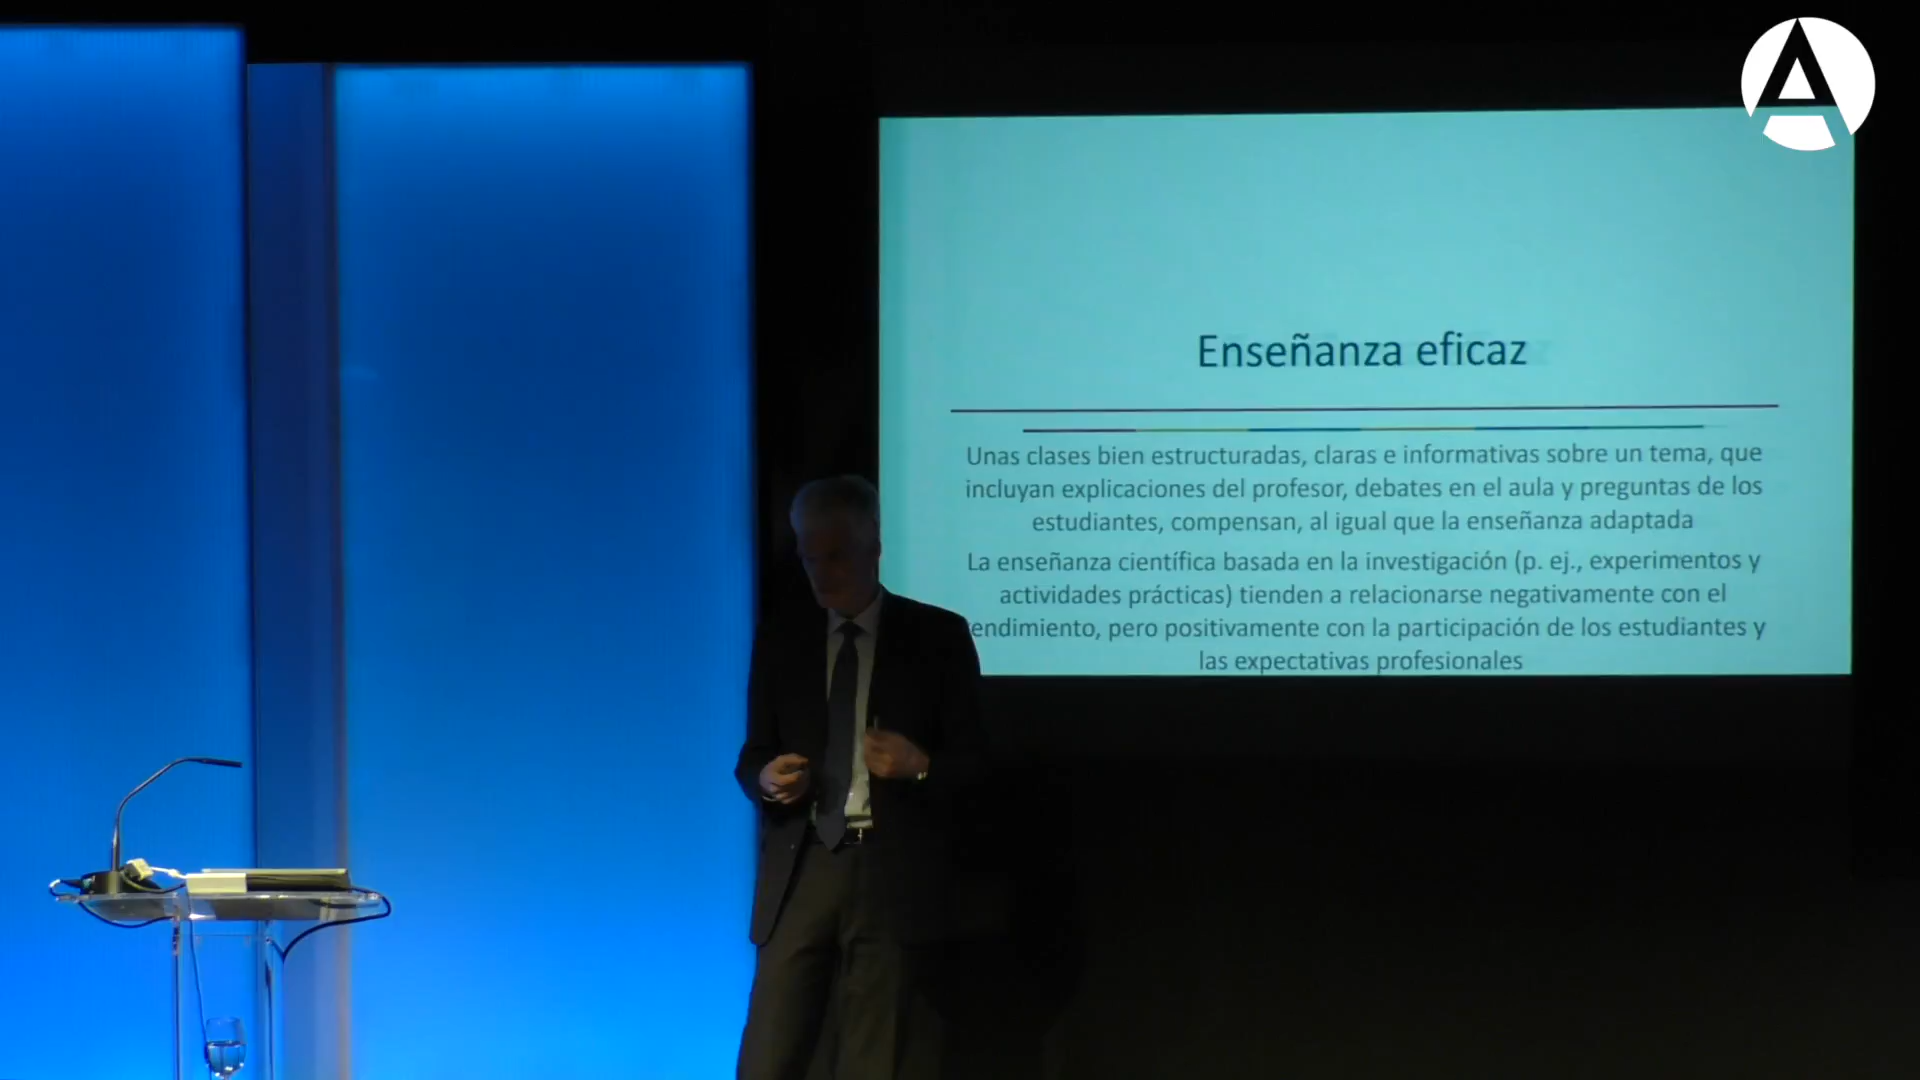 Enseñanza eficaz
Unas clases bien estructuradas, claras e informativas sobre un tema, que
incluyan explicaciones del profesor, debates en el aula y preguntas de los
estudiantes, compensan, al igual que la enseñanza adaptada
La enseñanza científica basada en la investigación (p. ej., experimentos y
actividades prácticas) tienden a relacionarse negativamente con el
endimiento, pero positivamente con la participación de los estudiantes y
las expectativas profesionales